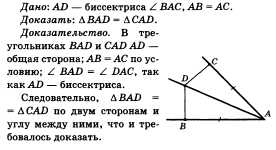 Дано: AD — биссектриса ∠ BAC, AB = AC.
Доказать: △ BAD = △ CAD.
Доказательство. В тре-
угольниках BAD и CAD AD —
общая сторона; AB = AC по ус-
ловию; ∠ BAD = ∠ DAC, так
как AD — биссектриса.
Следовательно, △ BAD =
= △ CAD по двум сторонам и
углу между ними, что и тре-
бовалось доказать.
C
D
B
A